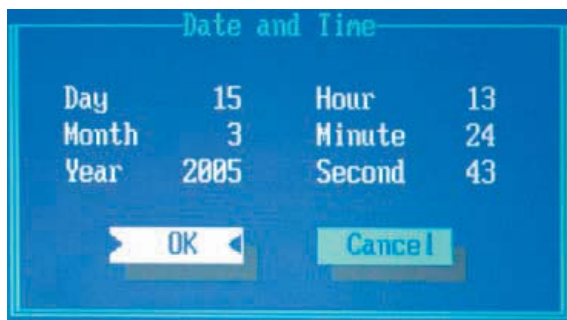 Date and Time
Day 15 Hour 13
Month 3 Minute 24
Year 2005 Second 43
OK Cancel